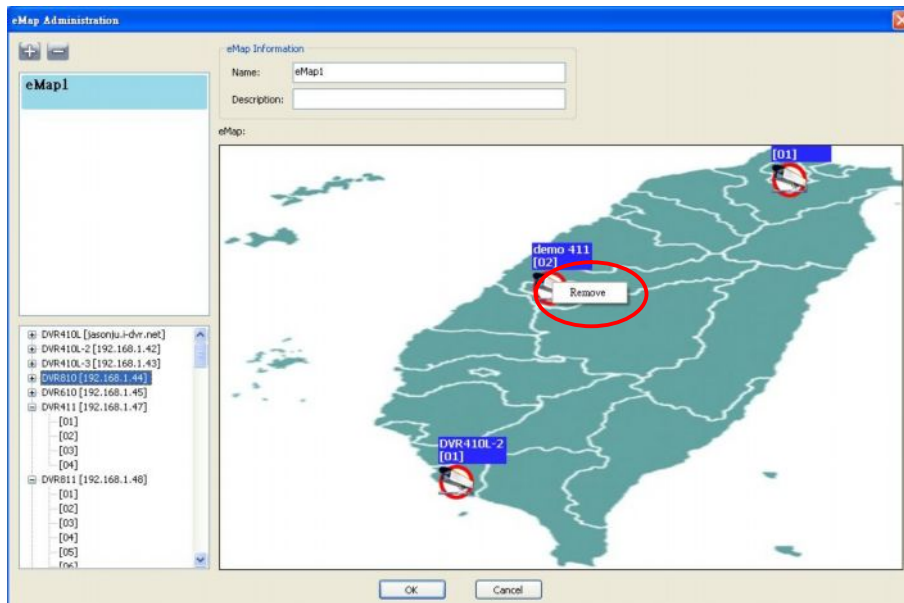 eMap Administration
eMap Information
Name: eMap1
Description:
eMap1
eMap:
[01]
demo 411
[02]
Remove
DVR410L-2
[01]
DVR410L [jasonju.i-dvr.net]
DVR410L-2 [192.168.1.42]
DVR410L-3 [192.168.1.43]
DVR810 [192.168.1.44]
DVR610 [192.168.1.45]
DVR411 [192.168.1.47]
[01]
[02]
[03]
[04]
DVR811 [192.168.1.48]
[01]
[02]
[03]
[04]
[05]
[06]
OK
Cancel